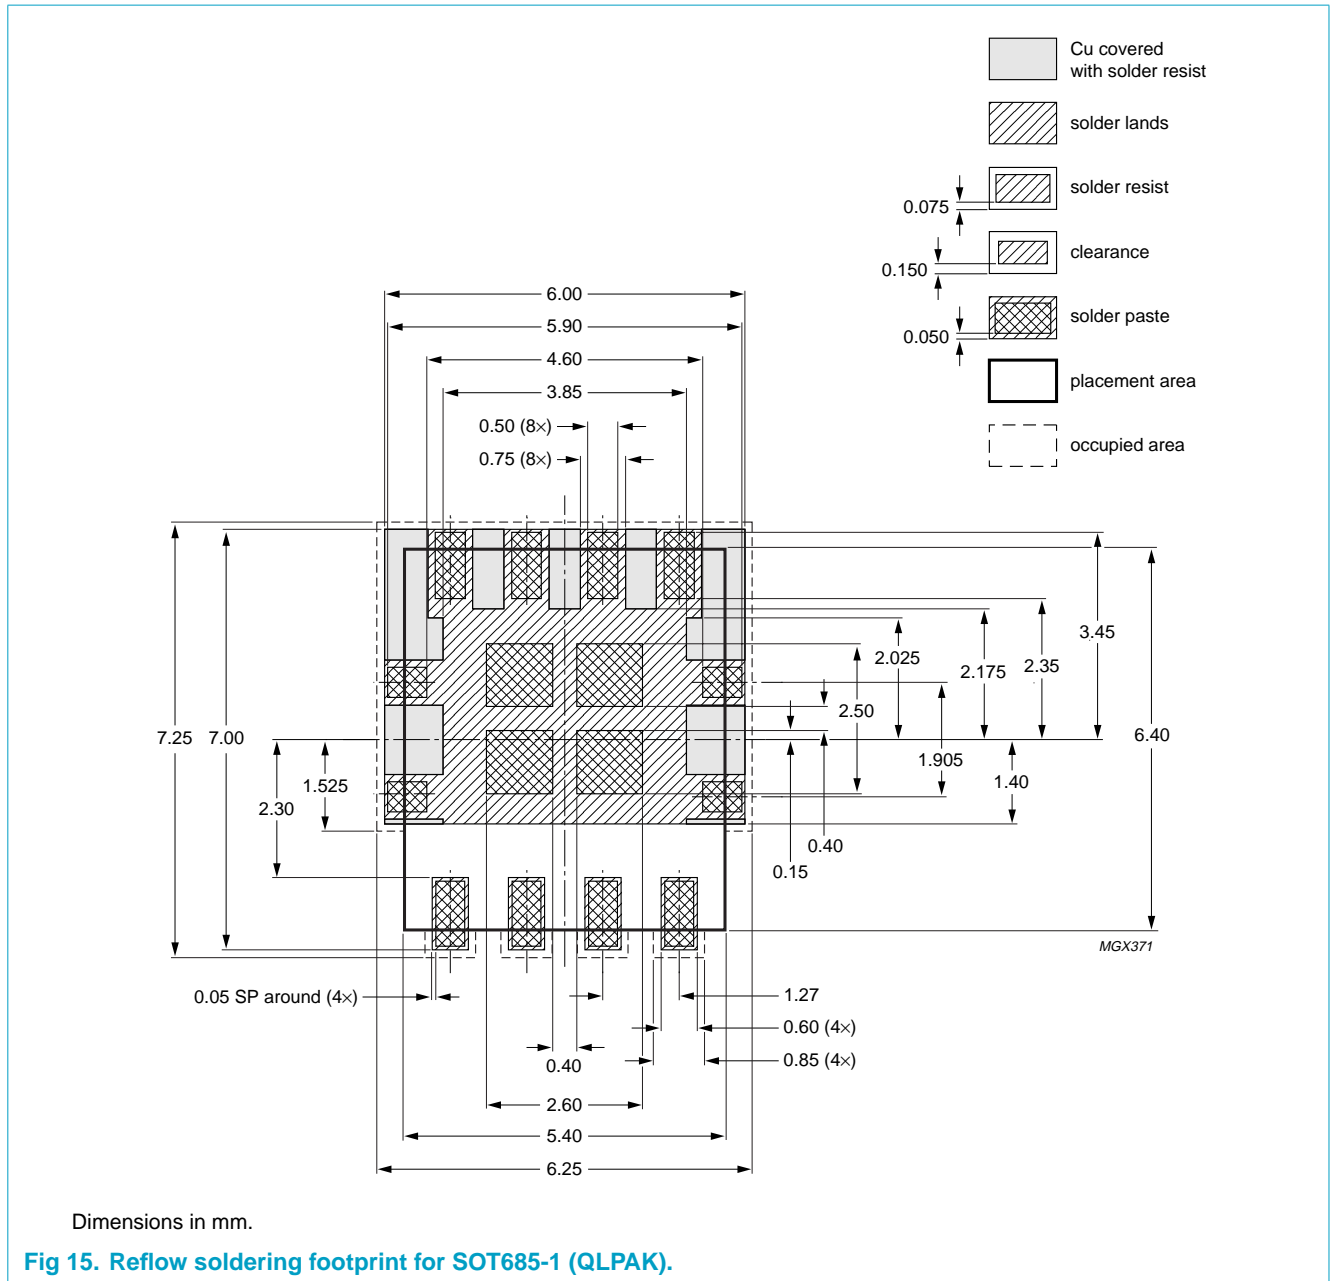 Cu covered
with solder resist
solder lands
solder resist
0.075
clearance
0.150
solder paste
0.050
placement area
occupied area
6.00
5.90
4.60
3.85
0.50 (8×)
0.75 (8×)
3.45
2.025
2.175
2.35
2.50
7.25
7.00
6.40
1.905
1.525
1.40
2.30
0.40
0.15
MGX371
0.05 SP around (4×)
1.27
0.60 (4×)
0.40
0.85 (4×)
2.60
5.40
6.25
Dimensions in mm.
Fig 15. Reflow soldering footprint for SOT685-1 (QLPAK).